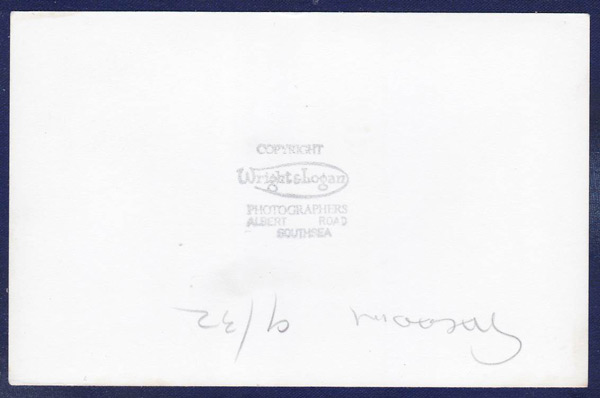 COPYRIGHT
Wright & Logan
PHOTOGRAPHERS
ALBERT ROAD
SOUTHSEA
9/32